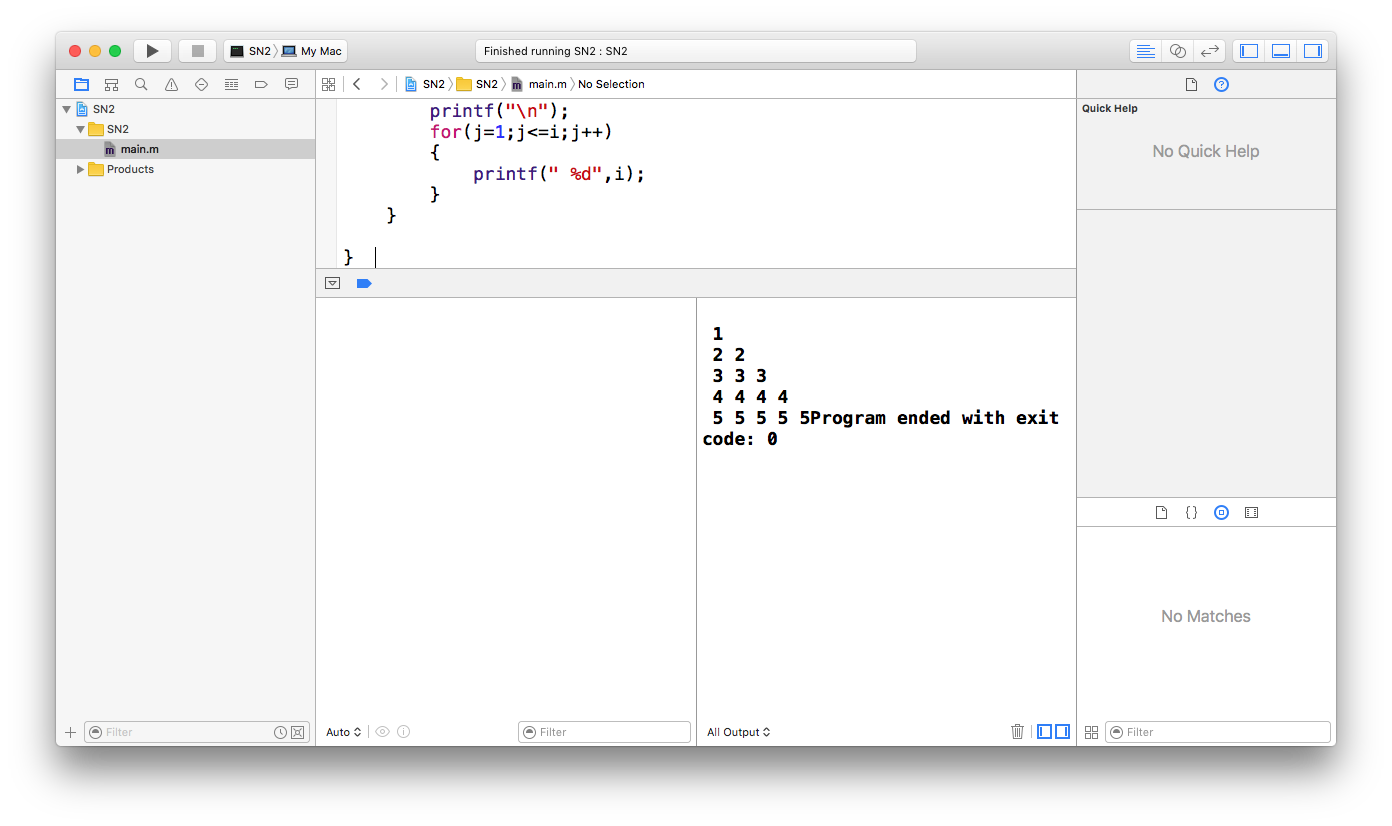 SN2 My Mac
Finished running SN2 : SN2
SN2 SN2 main.m No Selection
SN2
SN2
main.m
Products
printf("\n");
for(j=1;j<=i;j++)
{
printf(" %d",i);
}
}
}
1
2 2
3 3 3
4 4 4 4
5 5 5 5 5Program ended with exit
code: 0
Quick Help
No Quick Help
{}
No Matches
Filter
Auto
Filter
All Output
Filter